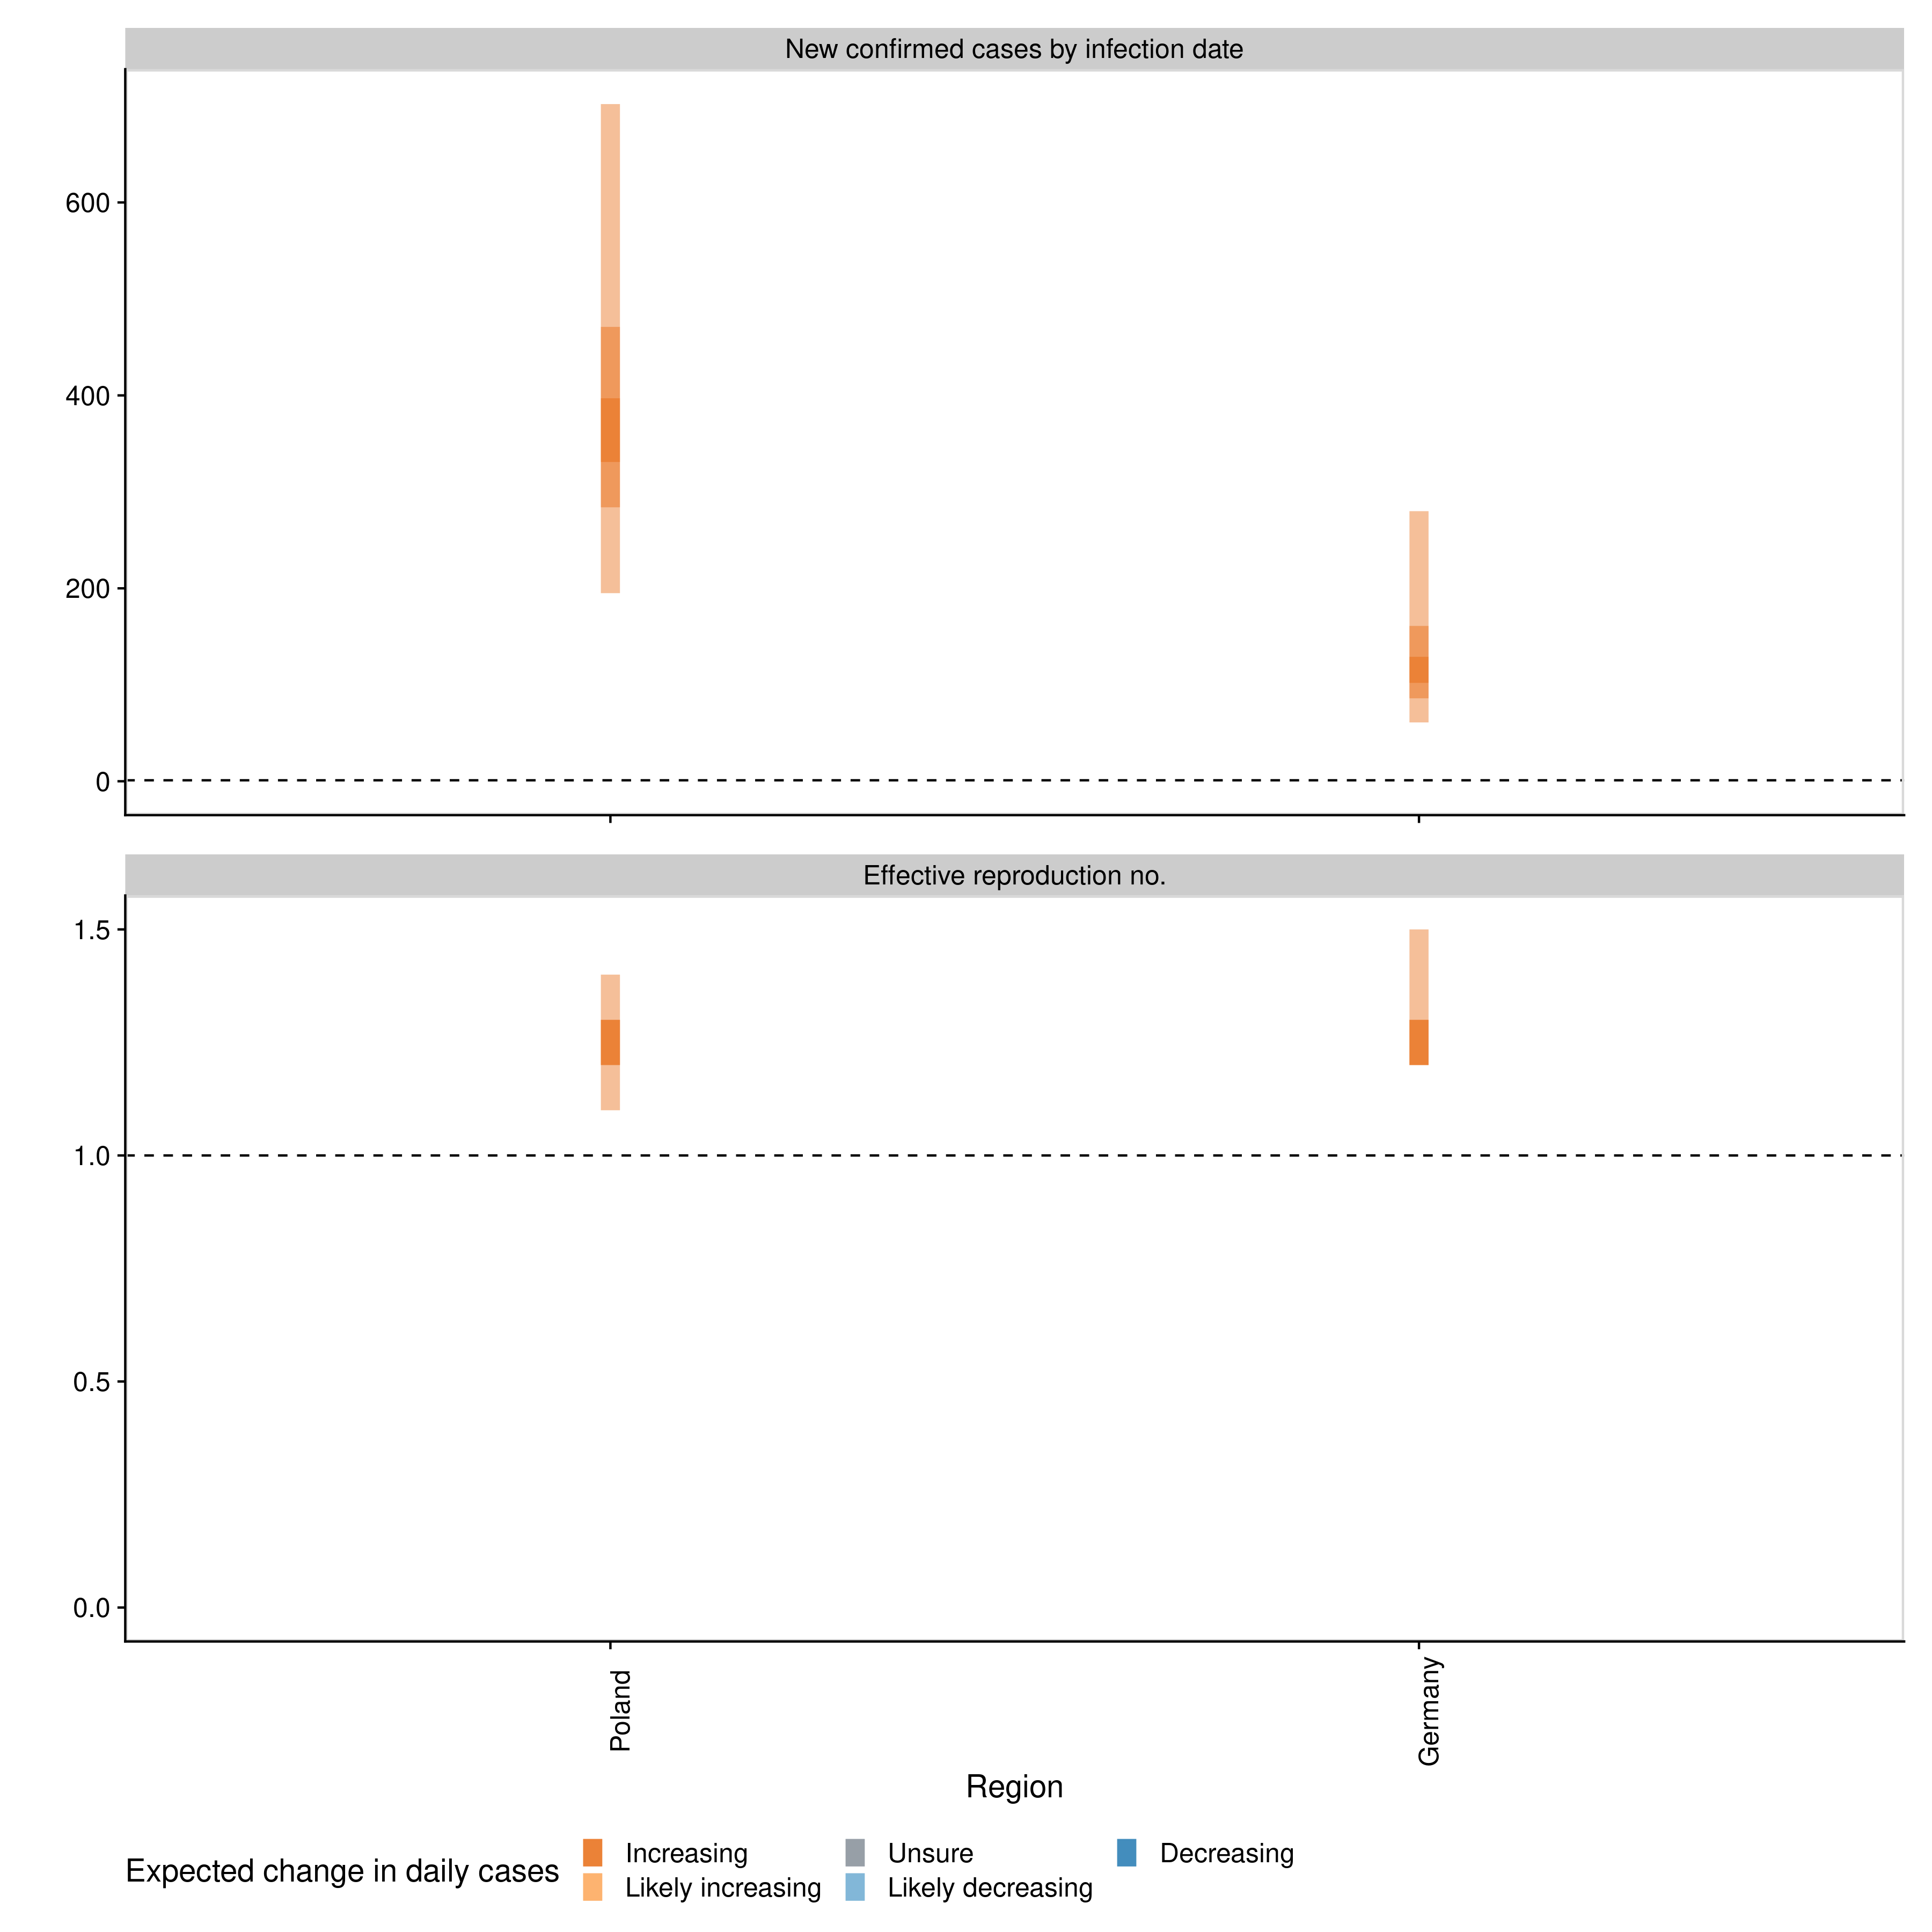 New confirmed cases by infection date
600
400
200
0
Effective reproduction no.
1.5
1.0
0.5
0.0
Poland
Germany
Region
Expected change in daily cases
Increasing
Likely increasing
Unsure
Likely decreasing
Decreasing